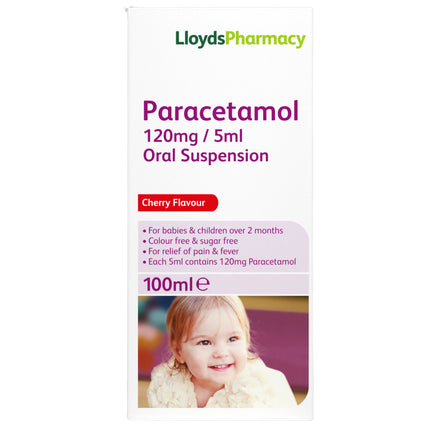 LloydsPharmacy
Paracetamol
120mg / 5ml
Oral Suspension
Cherry Flavour
• For babies & children over 2 months
• Colour free & sugar free
• For relief of pain & fever
• Each 5ml contains 120mg Paracetamol
100ml ℮